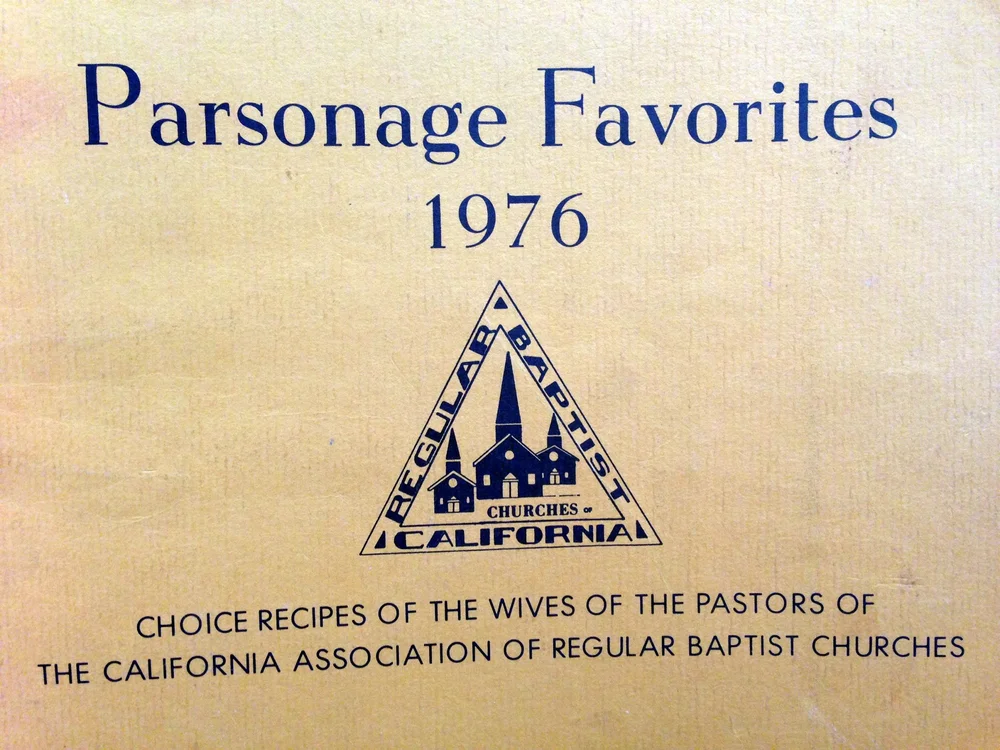 Parsonage Favorites
1976
REGULAR BAPTIST
CHURCHES OF
CALIFORNIA
CHOICE RECIPES OF THE WIVES OF THE PASTORS OF
THE CALIFORNIA ASSOCIATION OF REGULAR BAPTIST CHURCHES